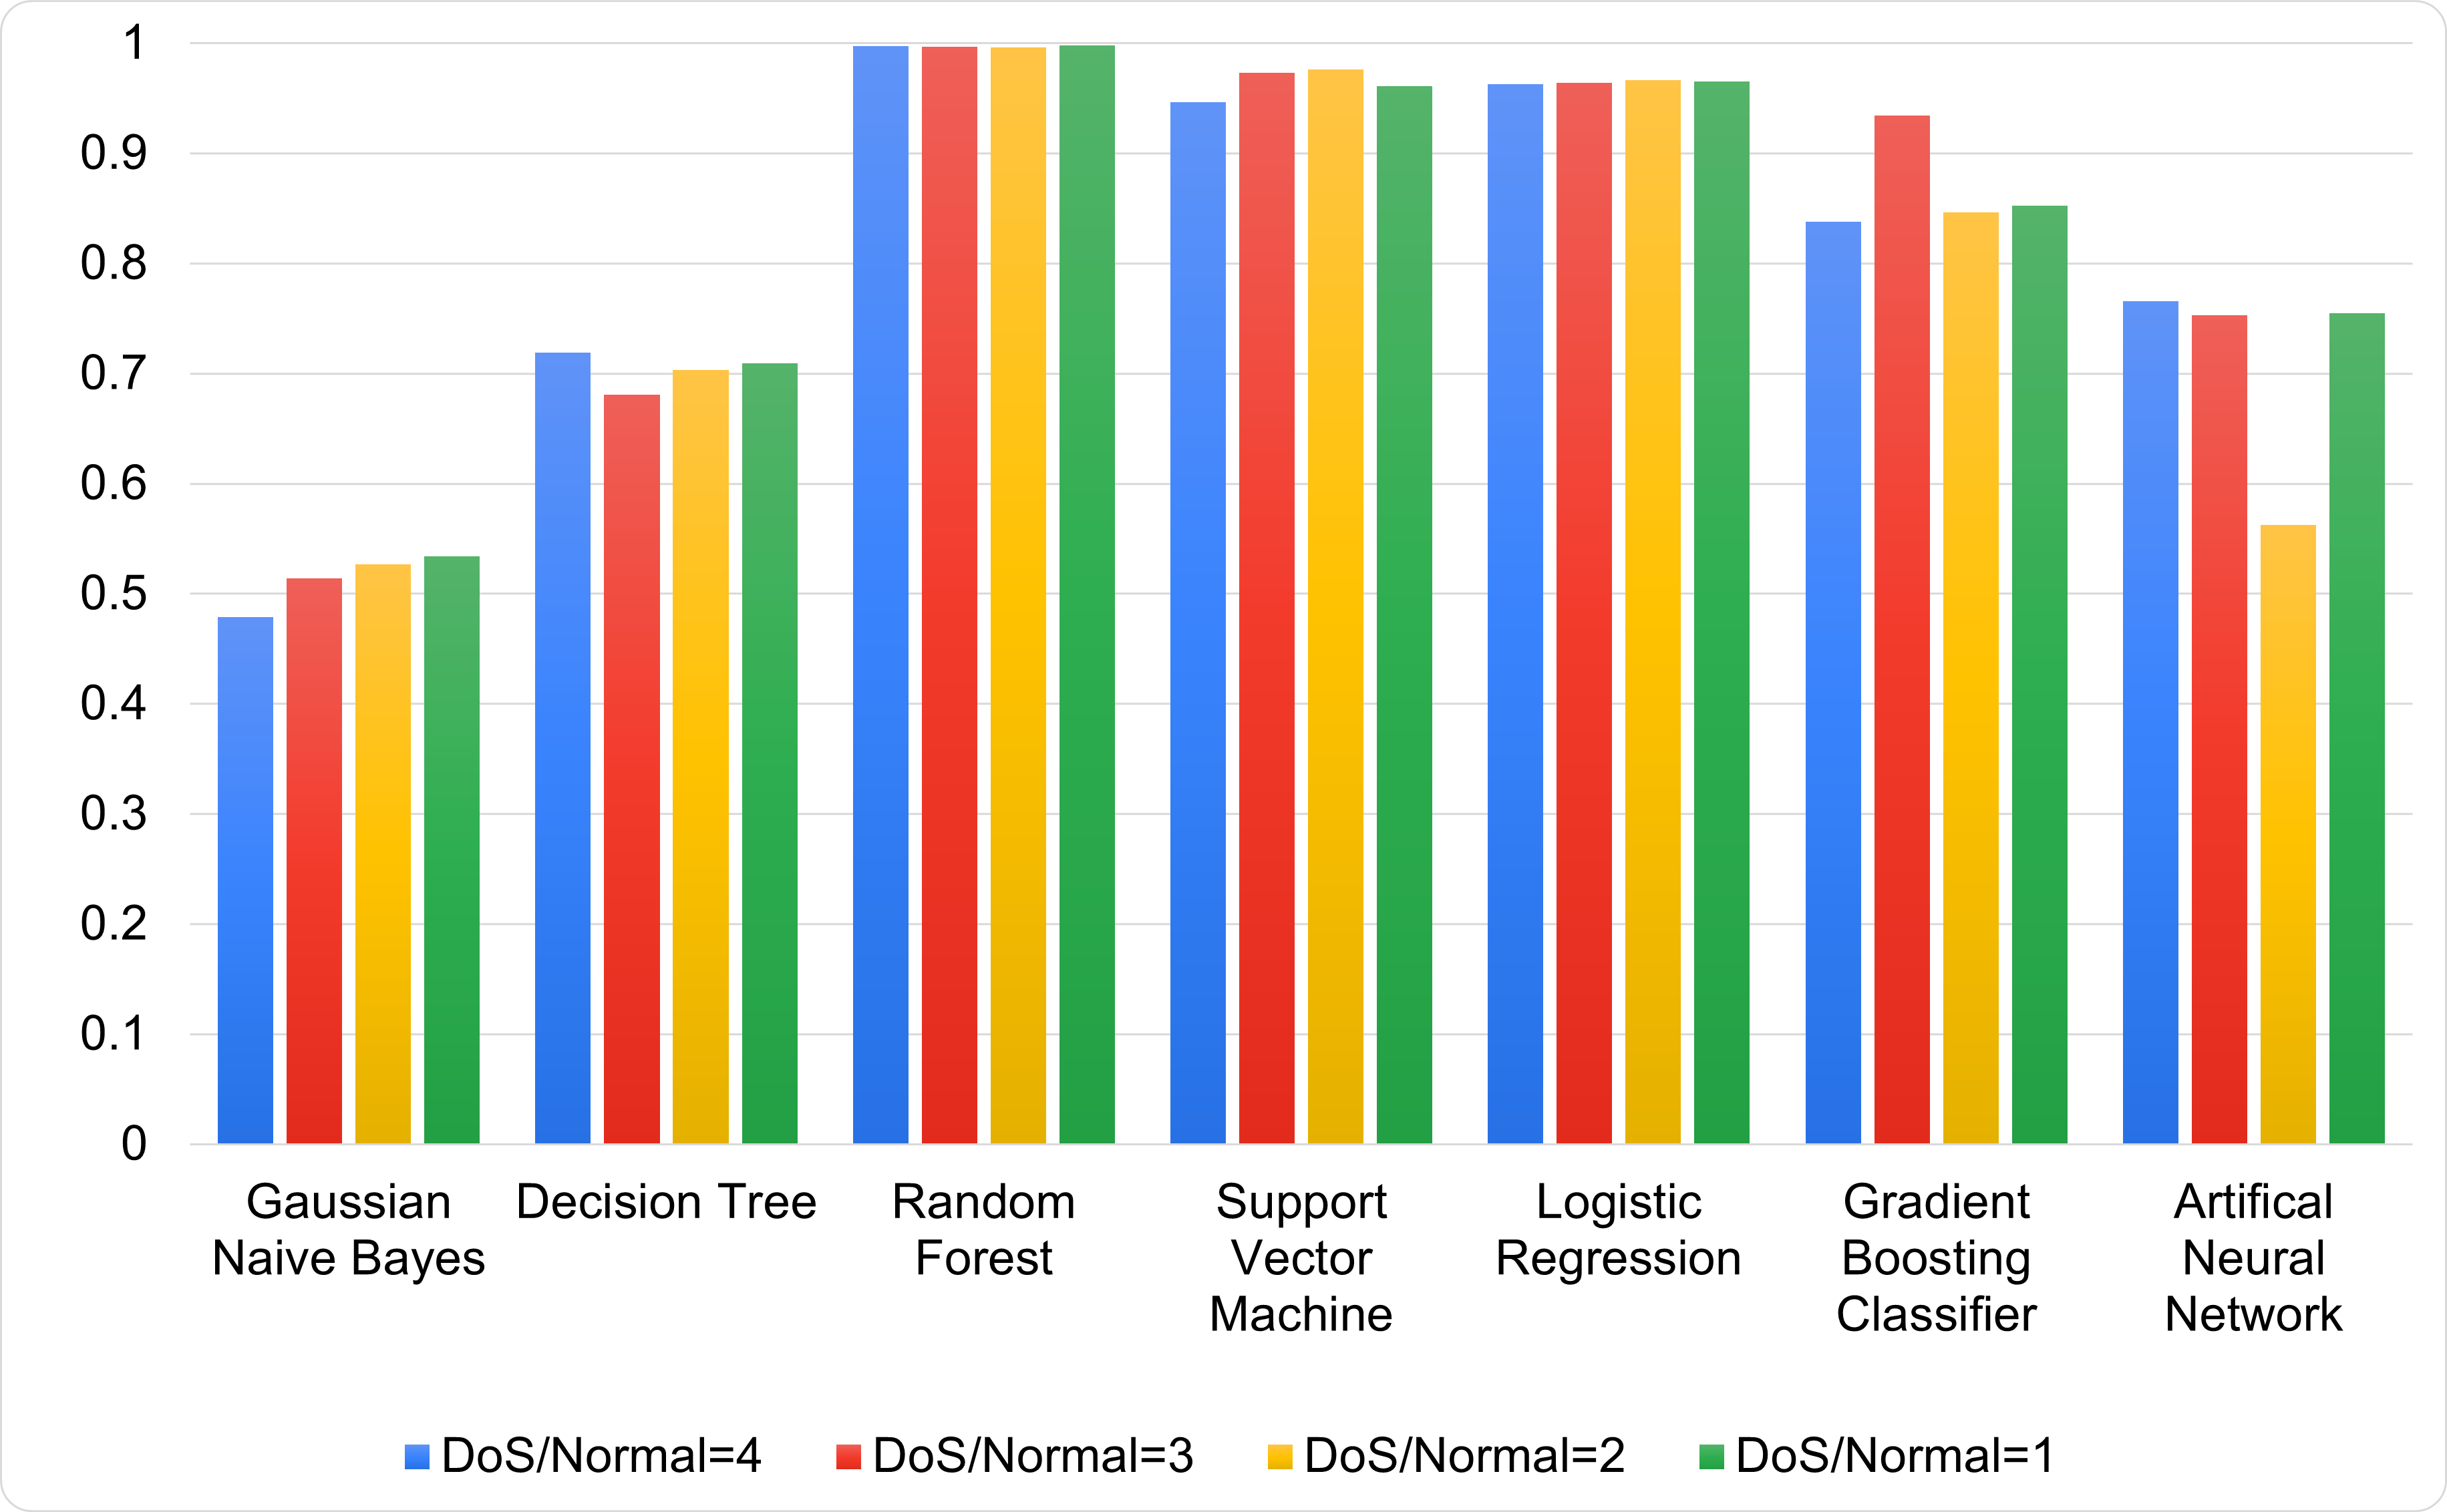 1
0.9
0.8
0.7
0.6
0.5
0.4
0.3
0.2
0.1
0
Gaussian
Naive Bayes
Decision Tree
Random
Forest
Support
Vector
Machine
Logistic
Regression
Gradient
Boosting
Classifier
Artifical
Neural
Network
DoS/Normal=4
DoS/Normal=3
DoS/Normal=2
DoS/Normal=1